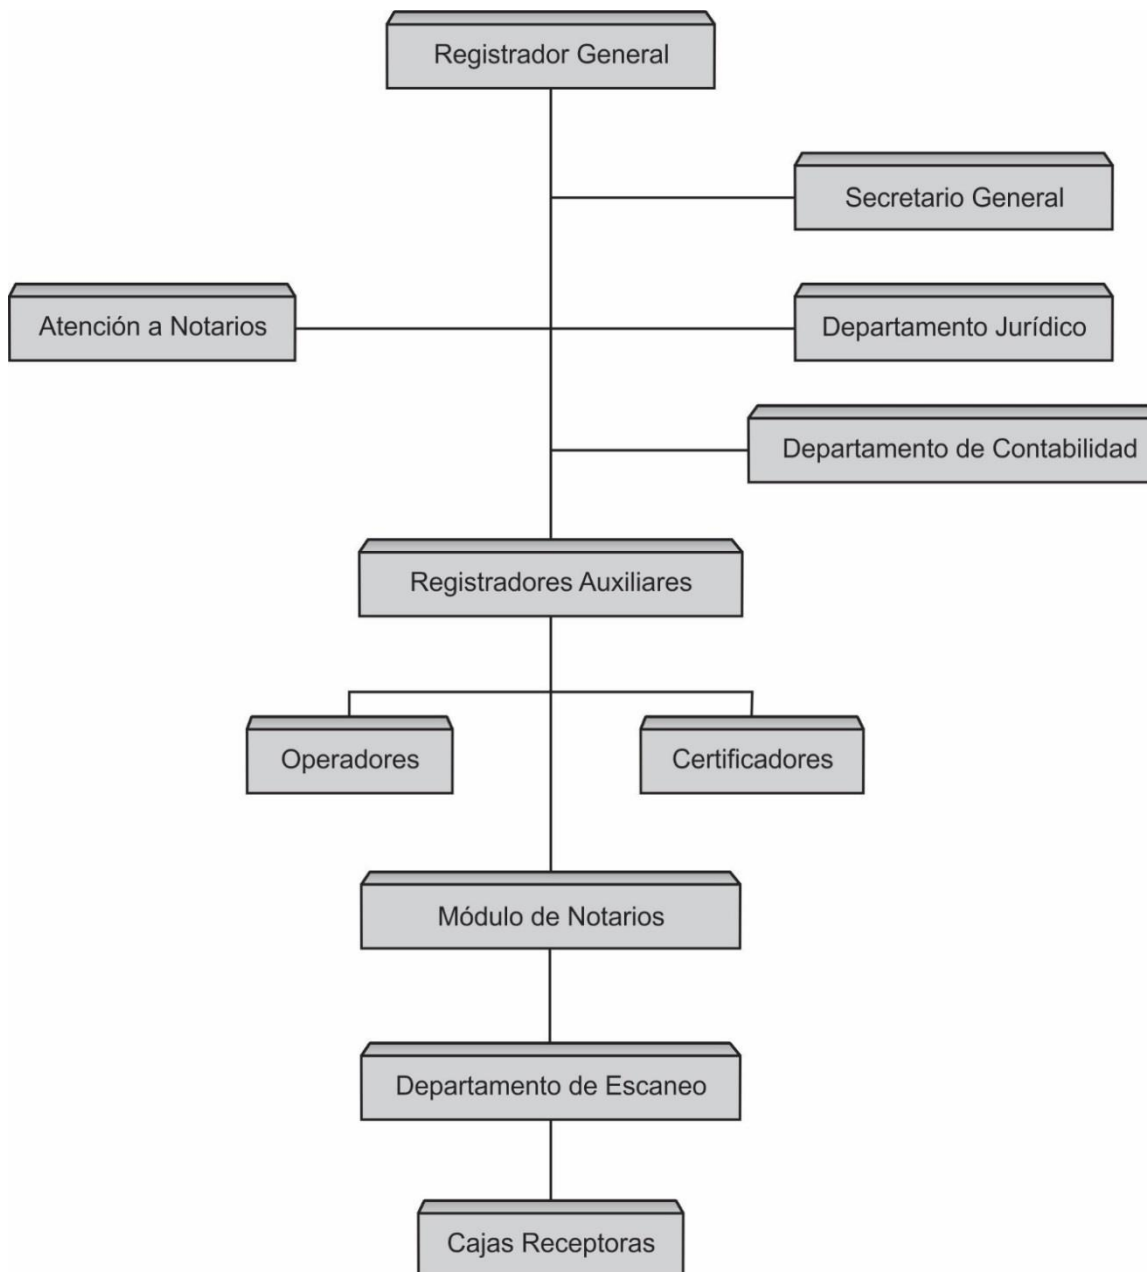 Registrador General
Secretario General
Atención a Notarios
Departamento Jurídico
Departamento de Contabilidad
Registradores Auxiliares
Operadores
Certificadores
Módulo de Notarios
Departamento de Escaneo
Cajas Receptoras